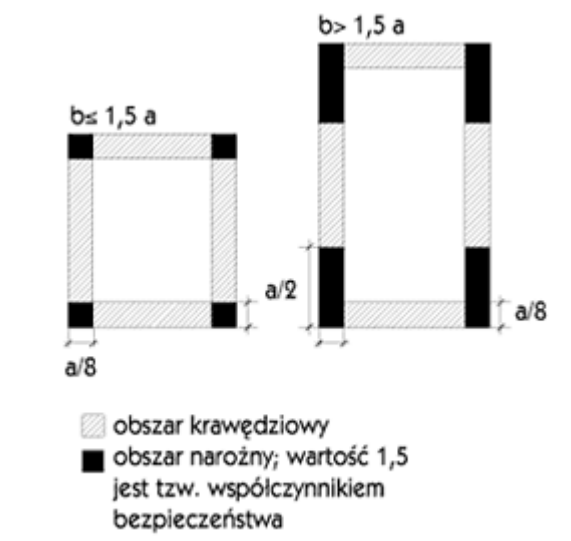 b> 1,5 a
b≤ 1,5 a
a/2
a/8
a/8
obszar krawędziowy
obszar narożny; wartość 1,5
jest tzw. współczynnikiem
bezpieczeństwa